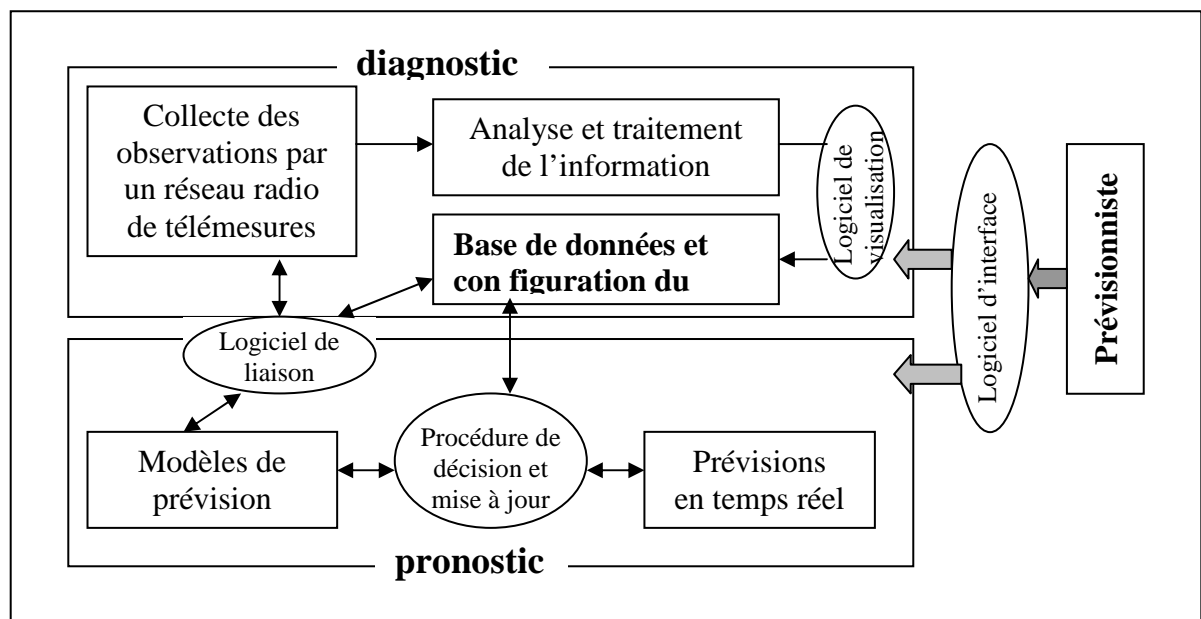 diagnostic
Collecte des
observations par
un réseau radio
de télémesures
Analyse et traitement
de l’information
Base de données et
con figuration du
Logiciel de
visualisation
Logiciel d’interface
Prévisionniste
Logiciel de
liaison
Modèles de
prévision
Procédure de
décision et
mise à jour
Prévisions
en temps réel
pronostic